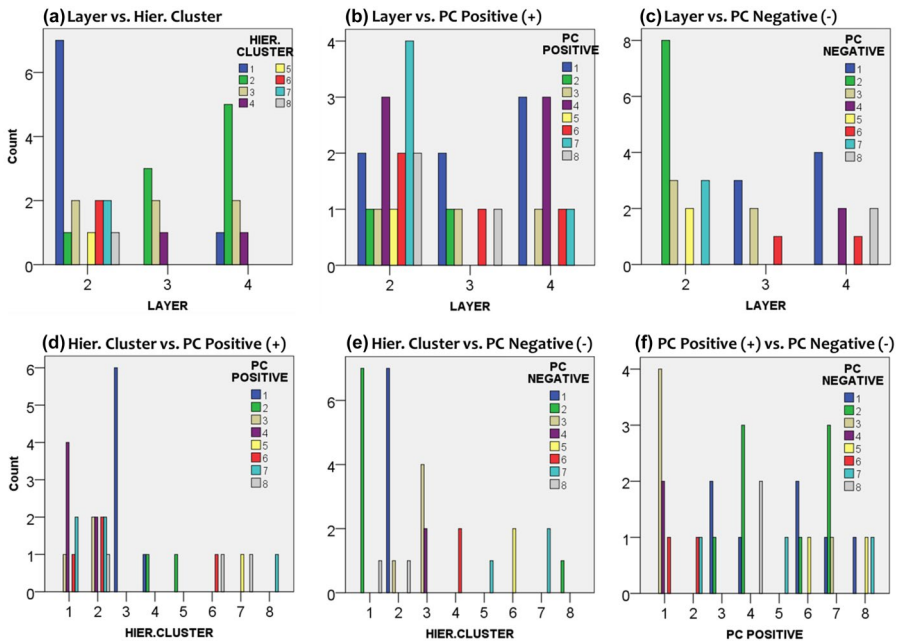 (a) Layer vs. Hier. Cluster
HIER.
CLUSTER
1 5
2 6
3 7
4 8
Count
6
4
2
0
2 3 4
LAYER
(b) Layer vs. PC Positive (+)
PC
POSITIVE
1
2
3
4
5
6
7
8
4
3
2
1
0
2 3 4
LAYER
(c) Layer vs. PC Negative (-)
PC
NEGATIVE
1
2
3
4
5
6
7
8
8
6
4
2
0
2 3 4
LAYER
(d) Hier. Cluster vs. PC Positive (+)
PC
POSITIVE
1
2
3
4
5
6
7
8
Count
6
5
4
3
2
1
0
1 2 3 4 5 6 7 8
HIER.CLUSTER
(e) Hier. Cluster vs. PC Negative (-)
PC
NEGATIVE
1
2
3
4
5
6
7
8
6
4
2
0
1 2 3 4 5 6 7 8
HIER.CLUSTER
(f) PC Positive (+) vs. PC Negative (-)
PC
NEGATIVE
1
2
3
4
5
6
7
8
4
3
2
1
0
1 2 3 4 5 6 7 8
PC POSITIVE